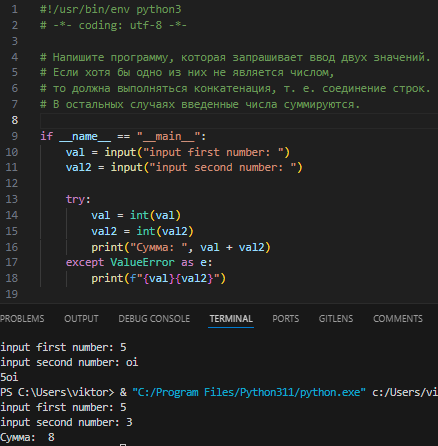 1 #!/usr/bin/env python3
2 # -*- coding: utf-8 -*-
3
4 # Напишите программу, которая запрашивает ввод двух значений.
5 # Если хотя бы одно из них не является числом,
6 # то должна выполняться конкатенация, т. е. соединение строк.
7 # В остальных случаях введенные числа суммируются.
8
9 if __name__ == "__main__":
10     val = input("input first number: ")
11     val2 = input("input second number: ")
12
13     try:
14         val = int(val)
15         val2 = int(val2)
16         print("Сумма: ", val + val2)
17     except ValueError as e:
18         print(f"{val}{val2}")
19
PROBLEMS OUTPUT DEBUG CONSOLE TERMINAL PORTS GITLENS COMMENTS
input first number: 5
input second number: oi
5oi
PS C:\Users\viktor> & "C:/Program Files/Python311/python.exe" c:/Users/vi
input first number: 5
input second number: 3
Сумма:  8